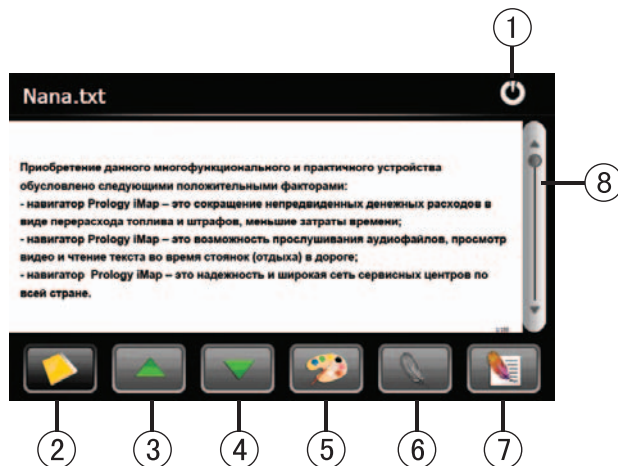 1
Nana.txt
Приобретение данного многофункционального и практичного устройства
обусловлено следующими положительными факторами:
- навигатор Prology iMap – это сокращение непредвиденных денежных расходов в
виде перерасхода топлива и штрафов, меньшие затраты времени;
- навигатор Prology iMap – это возможность прослушивания аудиофайлов, просмотр
видео и чтение текста во время стоянок (отдыха) в дороге;
- навигатор Prology iMap – это надежность и широкая сеть сервисных центров по
всей стране.
8
2 3 4 5 6 7